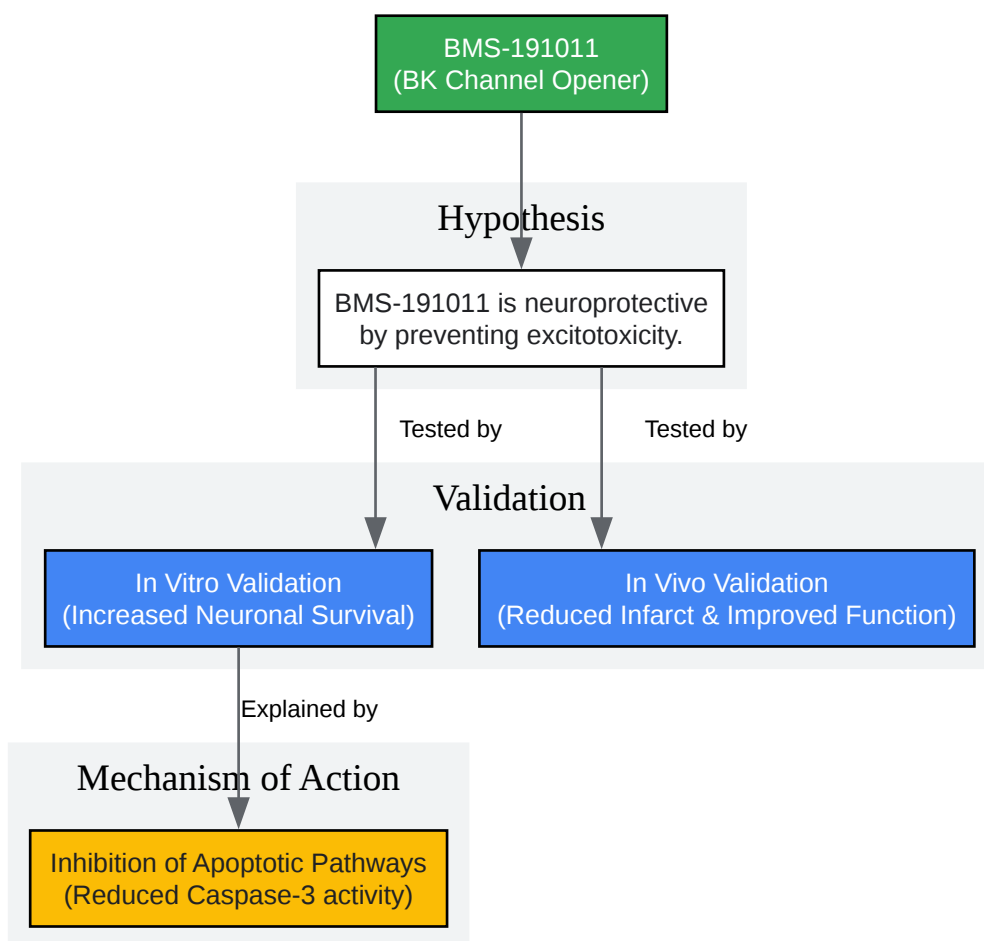 BMS-191011
(BK Channel Opener)
Hypothesis
BMS-191011 is neuroprotective
by preventing excitotoxicity.
Tested by
Tested by
Validation
In Vitro Validation
(Increased Neuronal Survival)
In Vivo Validation
(Reduced Infarct & Improved Function)
Explained by
Mechanism of Action
Inhibition of Apoptotic Pathways
(Reduced Caspase-3 activity)